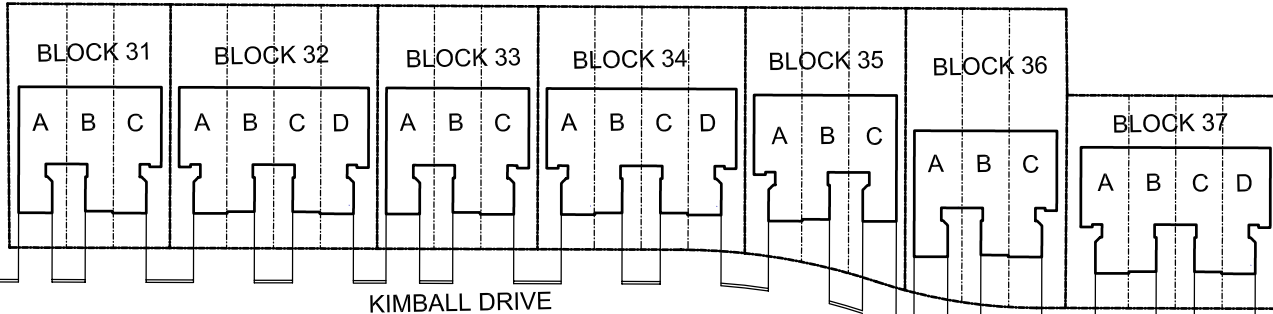 BLOCK 31
A B C
BLOCK 32
A B C D
BLOCK 33
A B C
BLOCK 34
A B C D
BLOCK 35
A B C
BLOCK 36
A B C
BLOCK 37
A B C D
KIMBALL DRIVE